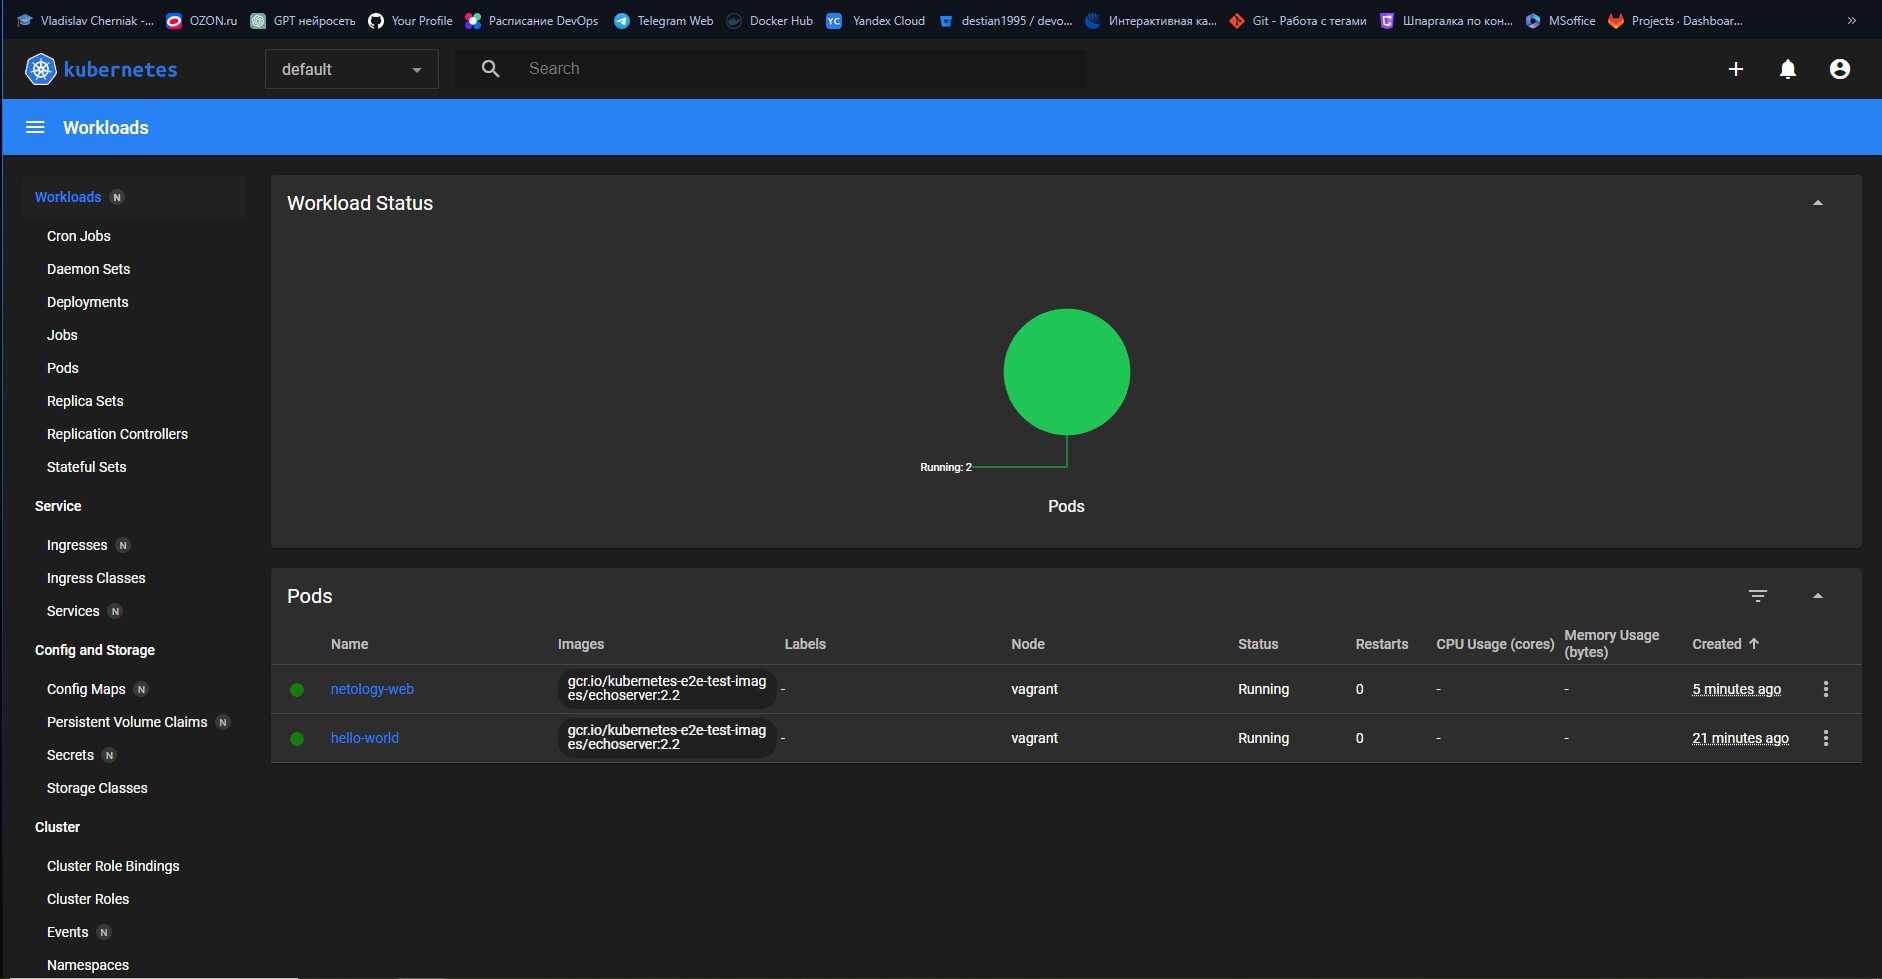 Vladislav Cherniak -... OZON.ru GPT нейросеть Your Profile Расписание DevOps Telegram Web Docker Hub YC Yandex Cloud destian1995 / devo... Интерактивная ка... Git - Работа с тегами Шпаргалка по кон... MSoffice Projects · Dashboar... »
kubernetes default Search
Workloads
Workloads N
Cron Jobs
Daemon Sets
Deployments
Jobs
Pods
Replica Sets
Replication Controllers
Stateful Sets
Service
Ingresses N
Ingress Classes
Services N
Config and Storage
Config Maps N
Persistent Volume Claims N
Secrets N
Storage Classes
Cluster
Cluster Role Bindings
Cluster Roles
Events N
Namespaces
Workload Status
Running: 2
Pods
Pods
Name Images Labels Node Status Restarts CPU Usage (cores) Memory Usage (bytes) Created
netology-web gcr.io/kubernetes-e2e-test-imag - vagrant Running 0 - - 5 minutes ago
es/echoserver:2.2
hello-world gcr.io/kubernetes-e2e-test-imag - vagrant Running 0 - - 21 minutes ago
es/echoserver:2.2